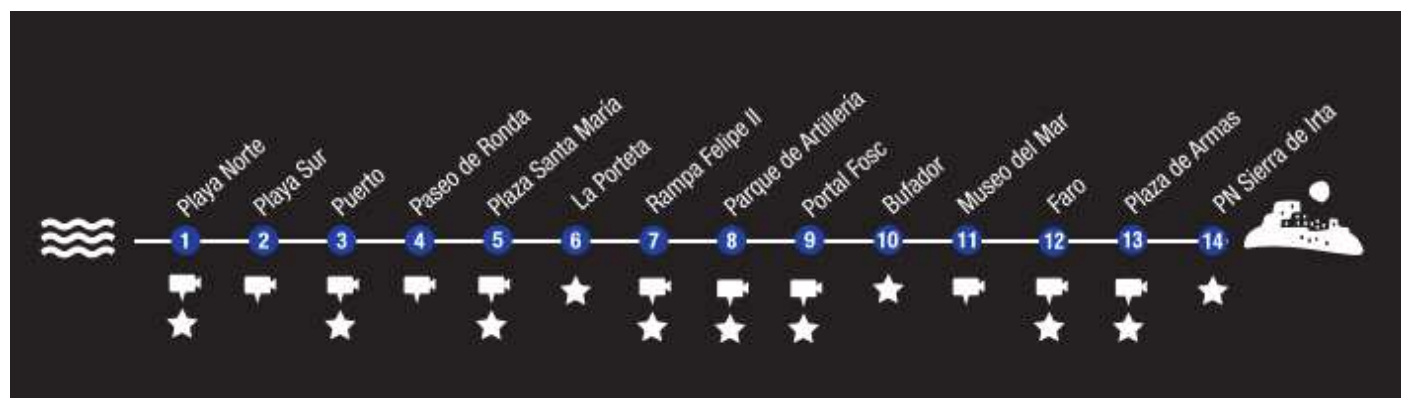 Playa Norte
Playa Sur
Puerto
Paseo de Ronda
Plaza Santa María
La Porteta
Rampa Felipe II
Parque de Artillería
Portal Fosc
Bufador
Museo del Mar
Faro
Plaza de Armas
PN Sierra de Irta
1 2 3 4 5 6 7 8 9 10 11 12 13 14